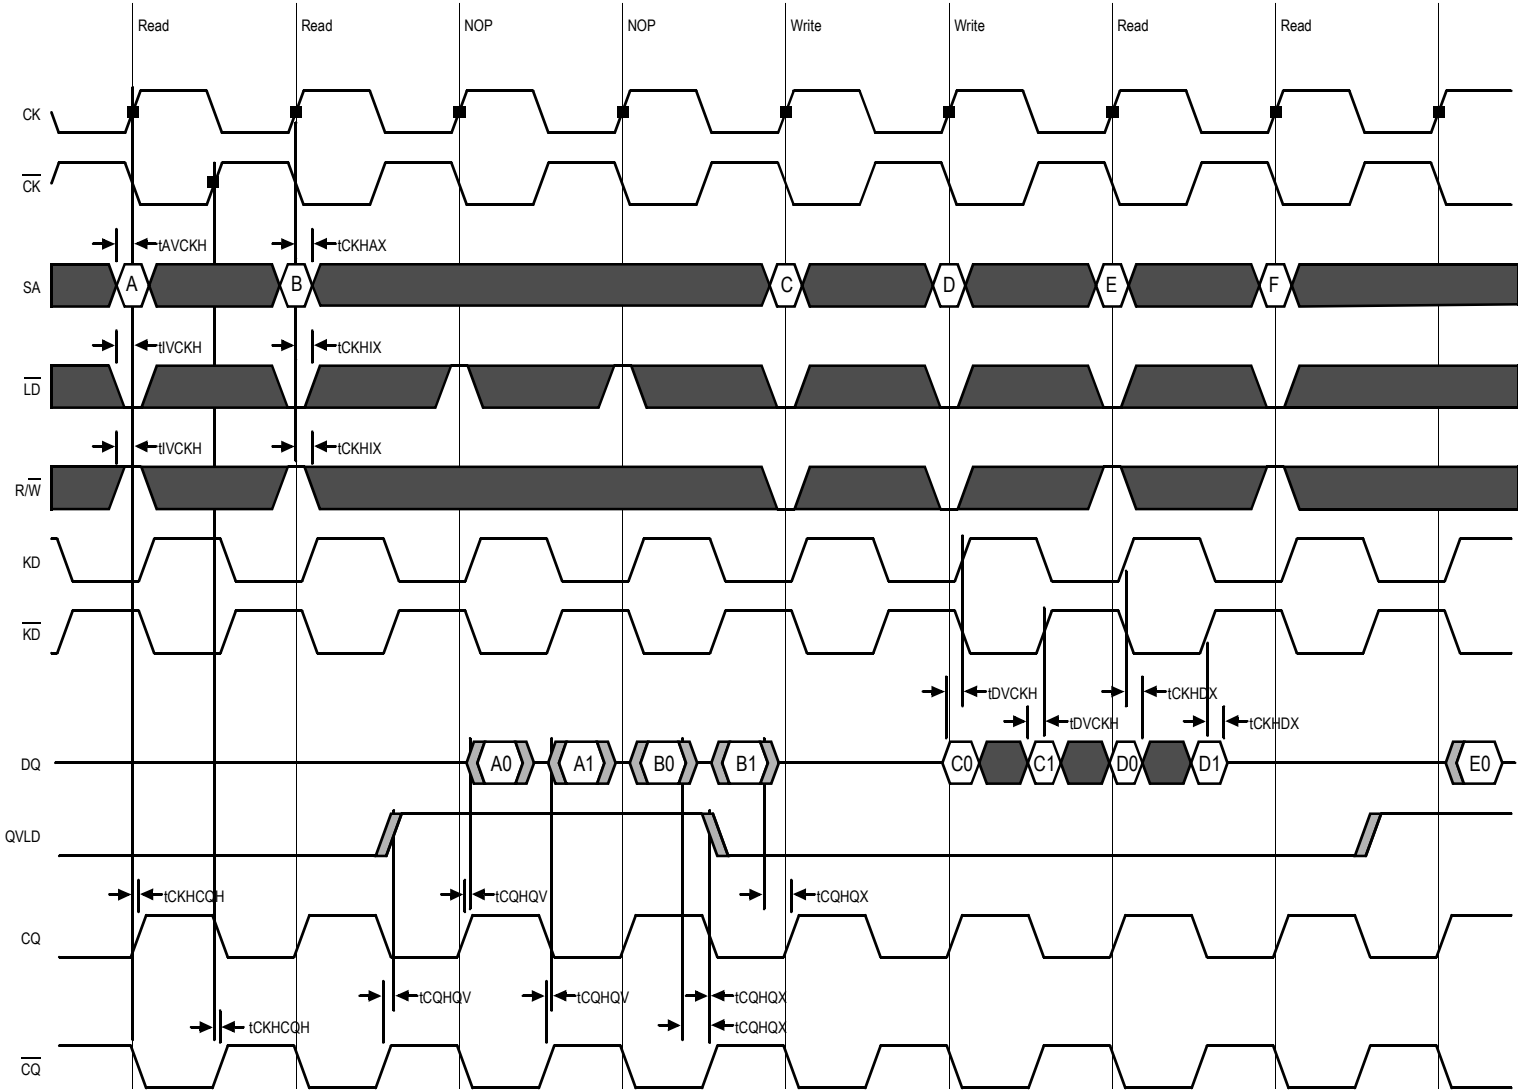 Read Read NOP NOP Write Write Read Read
CK
CK
tAVCKH tCKHAX
SA A B C D E F
tIVCKH tCKHIX
LD
tIVCKH tCKHIX
R/W
KD
KD
tDVCKH tCKHDX
tDVCKH tCKHDX
DQ A0 A1 B0 B1 C0 C1 D0 D1 E0
QVLD
tCKHCQH tCQHQV tCQHQX
CQ
tCQHQV tCQHQV tCQHQX
tCKHCQH tCQHQX
CQ